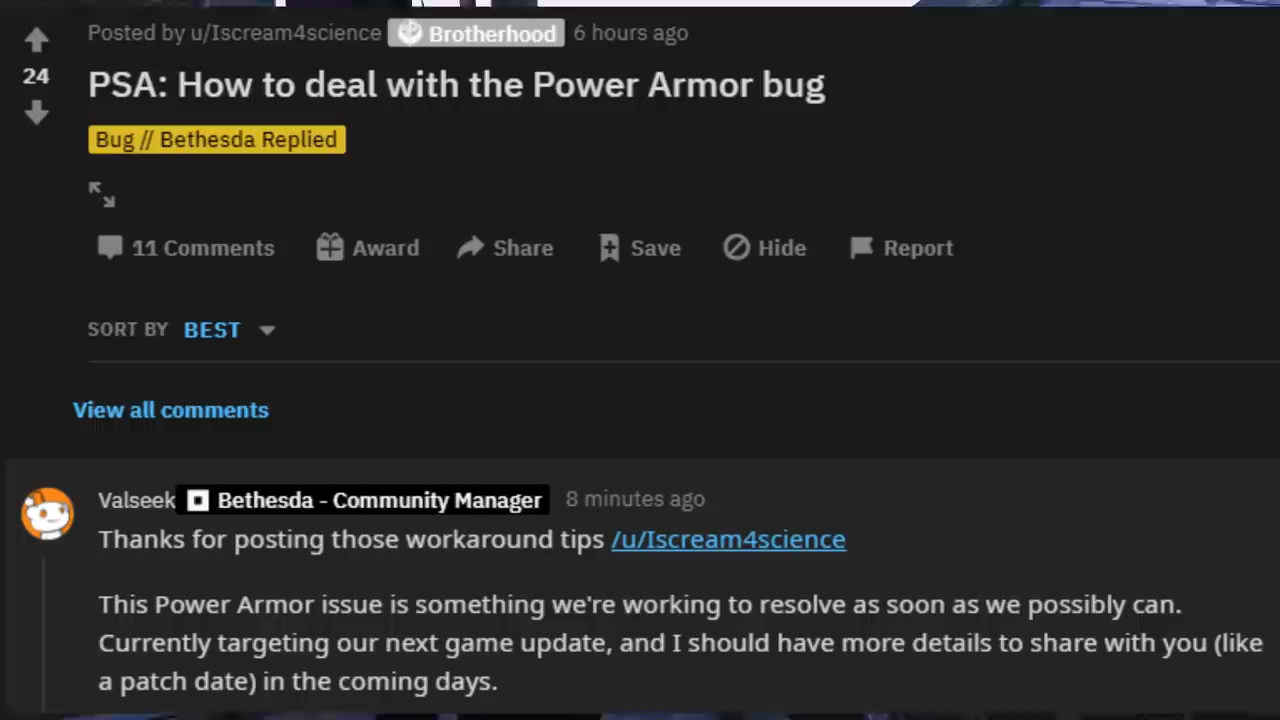 Posted by u/Iscream4science Brotherhood 6 hours ago
24
PSA: How to deal with the Power Armor bug
Bug // Bethesda Replied
11 Comments Award Share Save Hide Report
SORT BY BEST
View all comments
Valseek Bethesda - Community Manager 8 minutes ago
Thanks for posting those workaround tips /u/Iscream4science
This Power Armor issue is something we're working to resolve as soon as we possibly can.
Currently targeting our next game update, and I should have more details to share with you (like
a patch date) in the coming days.